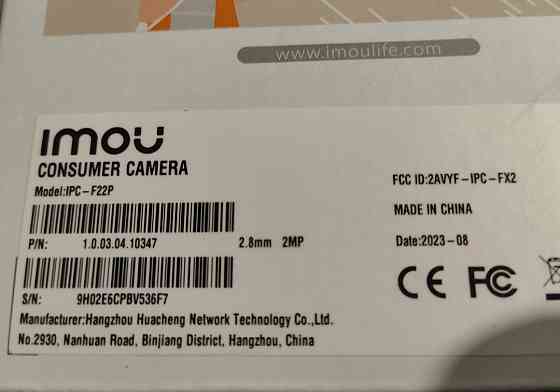 www.imoulife.com
imou
CONSUMER CAMERA
Model:IPC-F22P
FCC ID:2AVYF-IPC-FX2
MADE IN CHINA
P/N: 1.0.03.04.10347 2.8mm 2MP
Date:2023-08
S/N: 9H02E6CPBV536F7
CE FC
Manufacturer:Hangzhou Huacheng Network Technology Co.,Ltd.
No.2930, Nanhuan Road, Binjiang District, Hangzhou, China